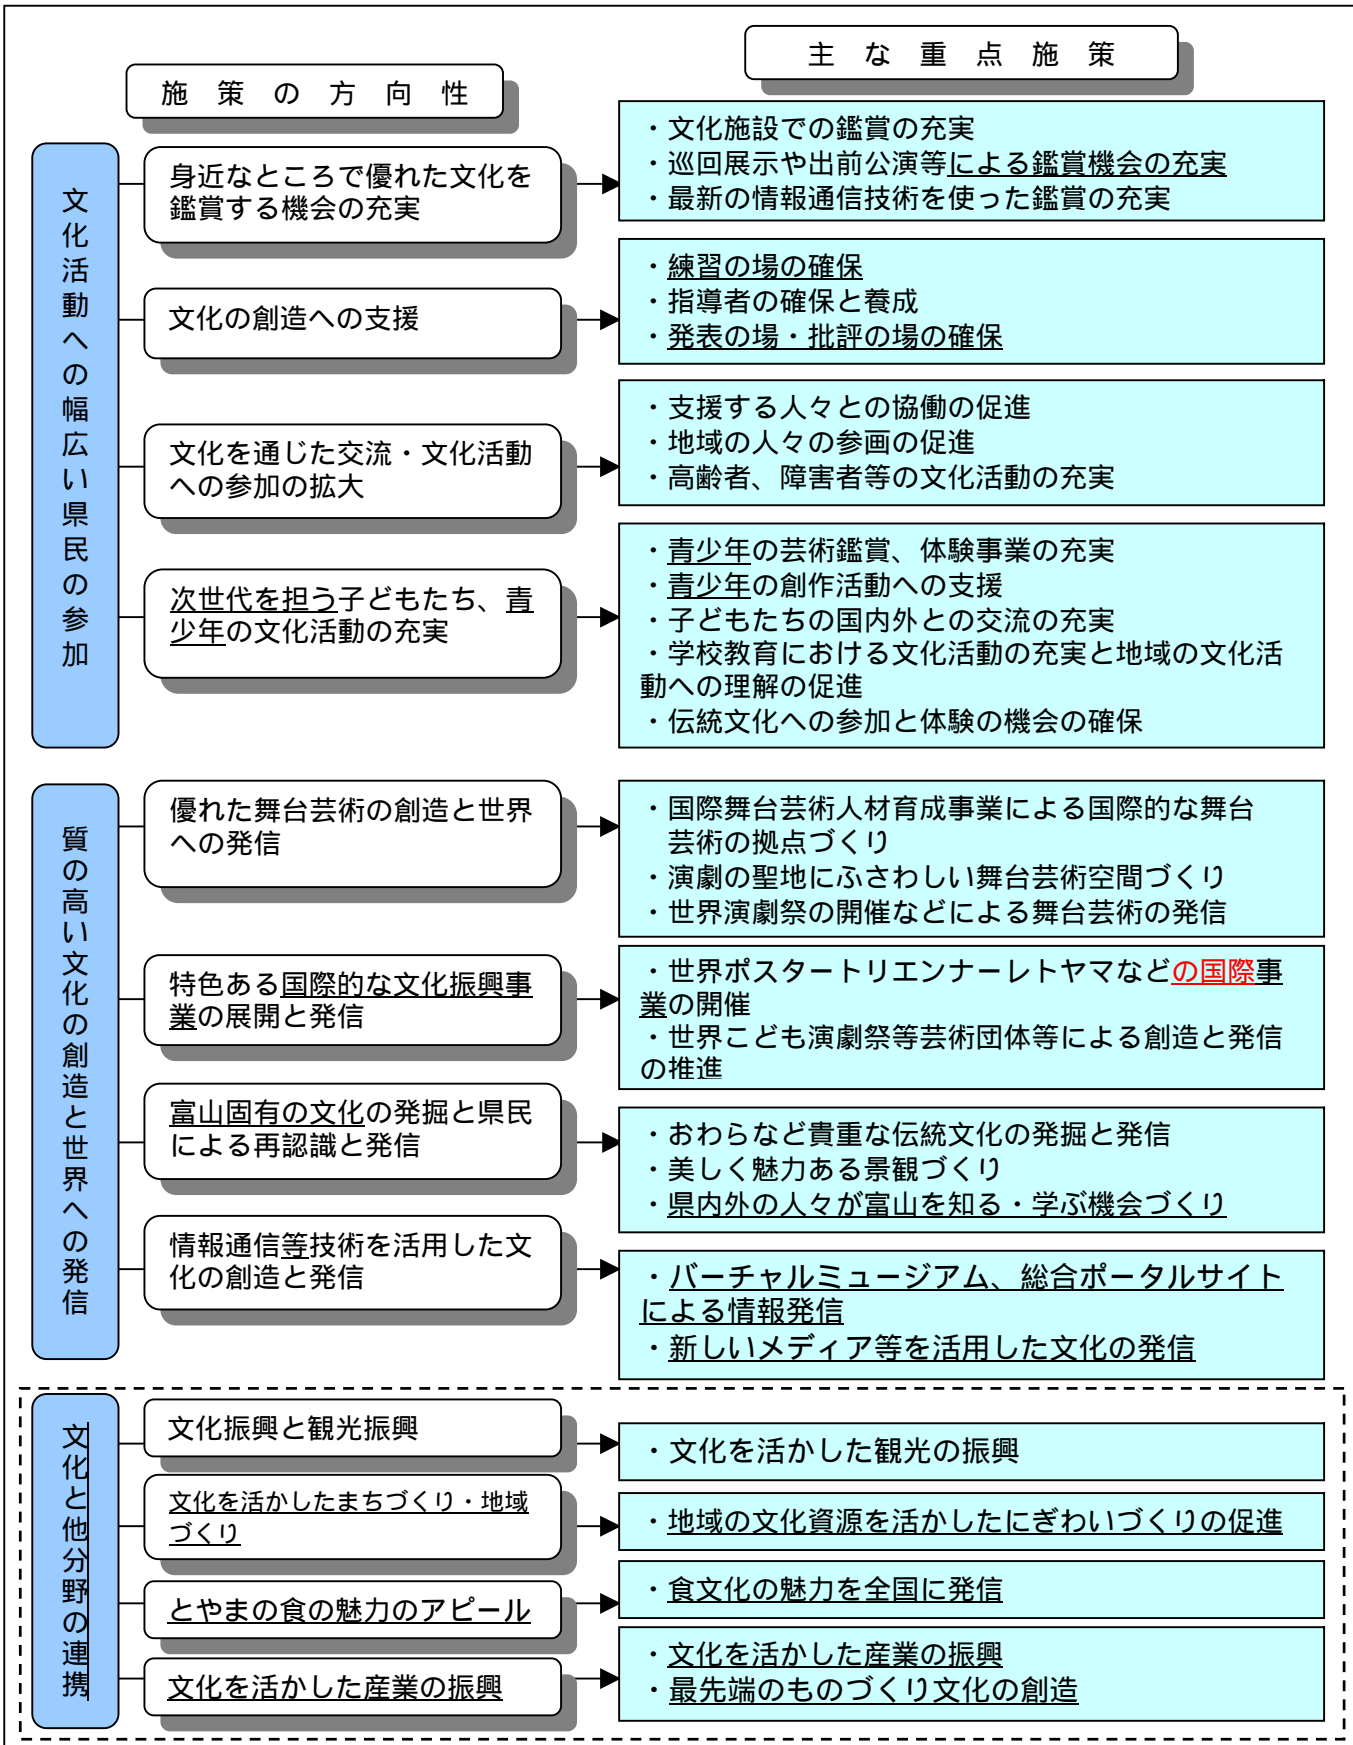 施策の方向性
主な重点施策
文化活動への幅広い県民の参加
身近なところで優れた文化を
鑑賞する機会の充実
・文化施設での鑑賞の充実
・巡回展示や出前公演等による鑑賞機会の充実
・最新の情報通信技術を使った鑑賞の充実
文化の創造への支援
・練習の場の確保
・指導者の確保と養成
・発表の場・批評の場の確保
文化を通じた交流・文化活動
への参加の拡大
・支援する人々との協働の促進
・地域の人々の参画の促進
・高齢者、障害者等の文化活動の充実
次世代を担う子どもたち、青
少年の文化活動の充実
・青少年の芸術鑑賞、体験事業の充実
・青少年の創作活動への支援
・子どもたちの国内外との交流の充実
・学校教育における文化活動の充実と地域の文化活
動への理解の促進
・伝統文化への参加と体験の機会の確保
質の高い文化の創造と世界への発信
優れた舞台芸術の創造と世界
への発信
・国際舞台芸術人材育成事業による国際的な舞台
芸術の拠点づくり
・演劇の聖地にふさわしい舞台芸術空間づくり
・世界演劇祭の開催などによる舞台芸術の発信
特色ある国際的な文化振興事
業の展開と発信
・世界ポスタートリエンナーレトヤマなどの国際事
業の開催
・世界こども演劇祭等芸術団体等による創造と発信
の推進
富山固有の文化の発掘と県民
による再認識と発信
・おわらなど貴重な伝統文化の発掘と発信
・美しく魅力ある景観づくり
・県内外の人々が富山を知る・学ぶ機会づくり
情報通信等技術を活用した文
化の創造と発信
・バーチャルミュージアム、総合ポータルサイト
による情報発信
・新しいメディア等を活用した文化の発信
文化と他分野の連携
文化振興と観光振興
・文化を活かした観光の振興
文化を活かしたまちづくり・地域
づくり
・地域の文化資源を活かしたにぎわいづくりの促進
とやまの食の魅力のアピール
・食文化の魅力を全国に発信
文化を活かした産業の振興
・文化を活かした産業の振興
・最先端のものづくり文化の創造